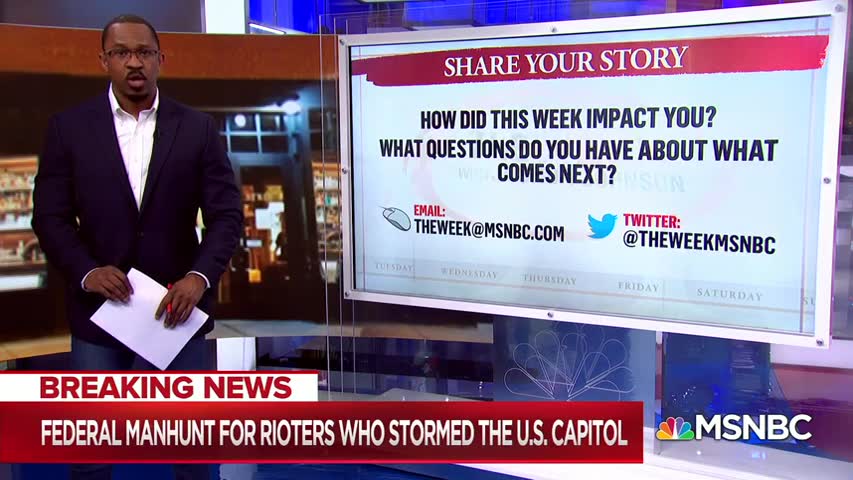 SHARE YOUR STORY
HOW DID THIS WEEK IMPACT YOU?
WHAT QUESTIONS DO YOU HAVE ABOUT WHAT
COMES NEXT?
EMAIL:
THEWEEK@MSNBC.COM
TWITTER:
@THEWEEKMSNBC
TUESDAY WEDNESDAY THURSDAY FRIDAY SATURDAY
BREAKING NEWS
FEDERAL MANHUNT FOR RIOTERS WHO STORMED THE U.S. CAPITOL
MSNBC